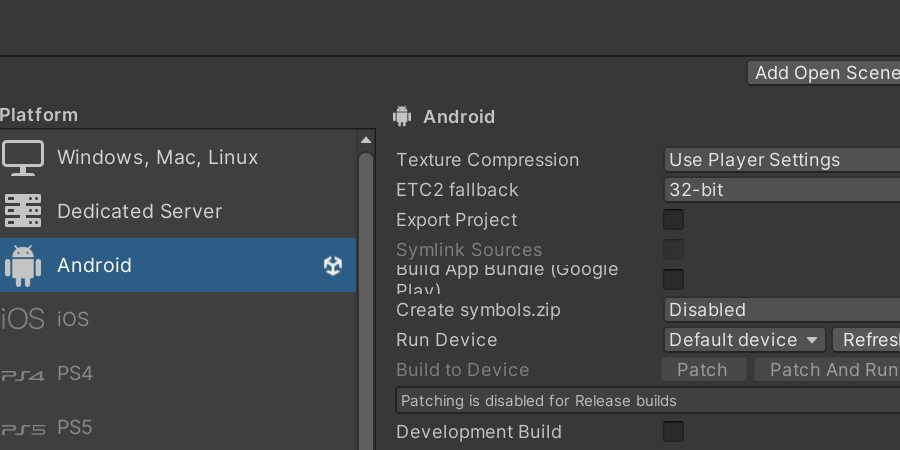 Add Open Scene
Platform
Android
Windows, Mac, Linux
Dedicated Server
Android
iOS iOS
PS4 PS4
PS5 PS5
Texture Compression Use Player Settings
ETC2 fallback 32-bit
Export Project
Symlink Sources
Build App Bundle (Google
Play)
Create symbols.zip Disabled
Run Device Default device Refres
Build to Device Patch Patch And Run
Patching is disabled for Release builds
Development Build